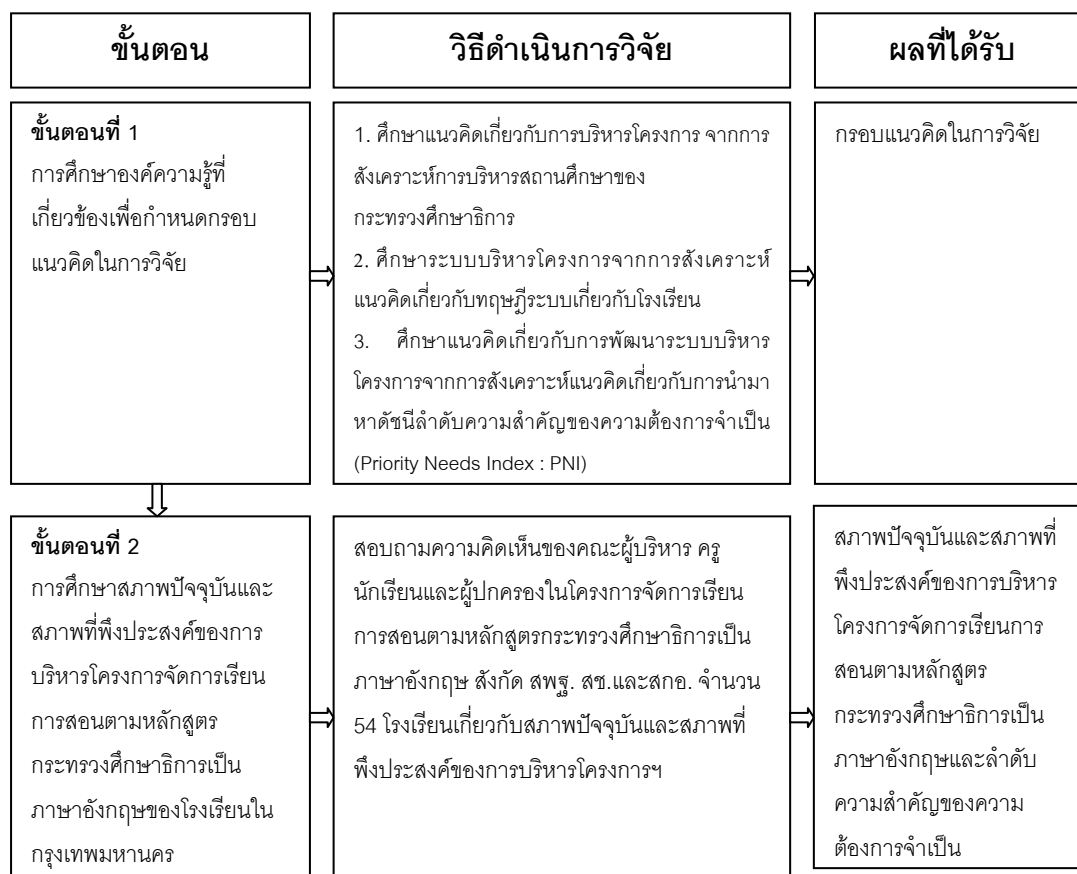 ขั้นตอน
วิธีดำเนินการวิจัย
ผลที่ได้รับ
ขั้นตอนที่ 1
การศึกษาองค์ความรู้ที่
เกี่ยวข้องเพื่อกำหนดกรอบ
แนวคิดในการวิจัย
1. ศึกษาแนวคิดเกี่ยวกับการบริหารโครงการ จากการ
สังเคราะห์การบริหารสถานศึกษาของ
กระทรวงศึกษาธิการ
2. ศึกษาระบบบริหารโครงการจากการสังเคราะห์
แนวคิดเกี่ยวกับทฤษฎีระบบเกี่ยวกับโรงเรียน
3. ศึกษาแนวคิดเกี่ยวกับการพัฒนาระบบบริหาร
โครงการจากการสังเคราะห์แนวคิดเกี่ยวกับการนำมา
หาดัชนีลำดับความสำคัญของความต้องการจำเป็น
(Priority Needs Index : PNI)
กรอบแนวคิดในการวิจัย
ขั้นตอนที่ 2
การศึกษาสภาพปัจจุบันและ
สภาพที่พึงประสงค์ของการ
บริหารโครงการจัดการเรียน
การสอนตามหลักสูตร
กระทรวงศึกษาธิการเป็น
ภาษาอังกฤษของโรงเรียนใน
กรุงเทพมหานคร
สอบถามความคิดเห็นของคณะผู้บริหาร ครู
นักเรียนและผู้ปกครองในโครงการจัดการเรียน
การสอนตามหลักสูตรกระทรวงศึกษาธิการเป็น
ภาษาอังกฤษ สังกัด สพฐ. สช.และสกอ. จำนวน
54 โรงเรียนเกี่ยวกับสภาพปัจจุบันและสภาพที่
พึงประสงค์ของการบริหารโครงการฯ
สภาพปัจจุบันและสภาพที่
พึงประสงค์ของการบริหาร
โครงการจัดการเรียนการ
สอนตามหลักสูตร
กระทรวงศึกษาธิการเป็น
ภาษาอังกฤษและลำดับ
ความสำคัญของความ
ต้องการจำเป็น